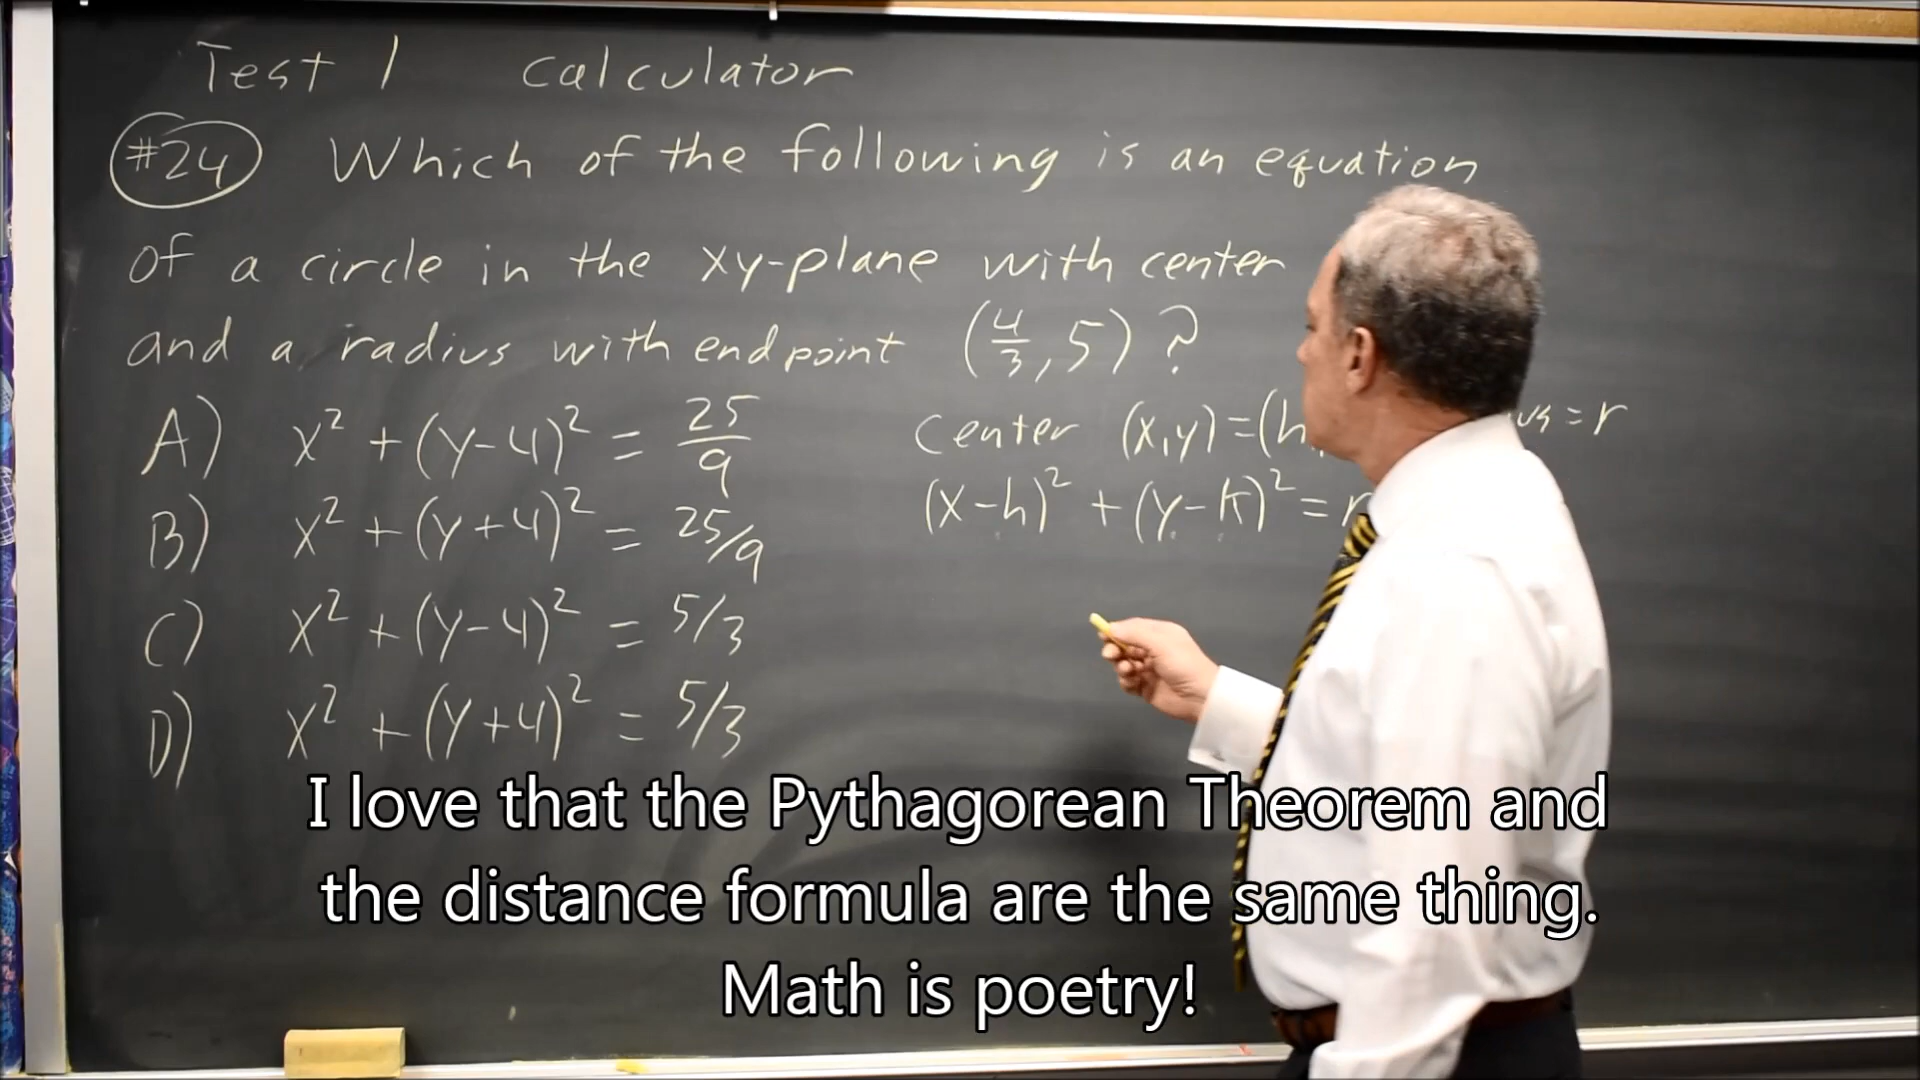 Test 1 Calculator
#24 Which of the following is an equation
of a circle in the xy-plane with center
and a radius with endpoint (4/3, 5)?
A) x² + (y-4)² = 25/9
B) x² + (y+4)² = 25/9
C) x² + (y-4)² = 5/3
D) x² + (y+4)² = 5/3
Center (x,y) = (h, us = r
(x-h)² + (y-k)² = r
I love that the Pythagorean Theorem and
the distance formula are the same thing.
Math is poetry!